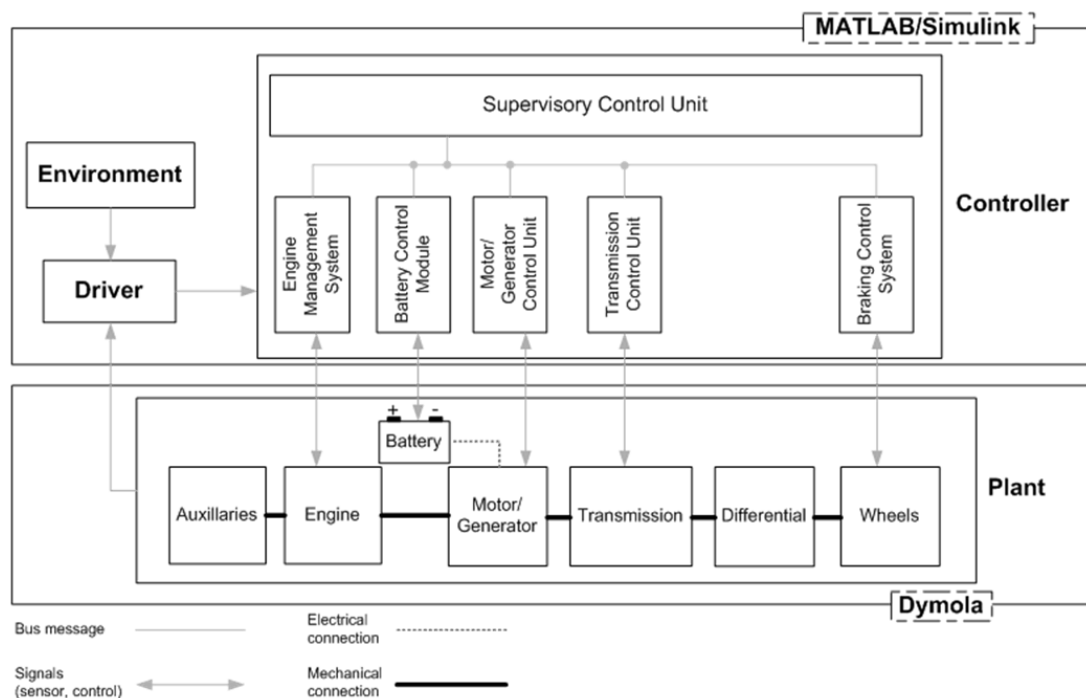 MATLAB/Simulink
Supervisory Control Unit
Environment
Driver
Controller
Engine
Management
System
Battery Control
Module
Motor/
Generator
Control Unit
Transmission
Control Unit
Braking Control
System
+ -
Battery
Plant
Auxillaries
Engine
Motor/
Generator
Transmission
Differential
Wheels
Dymola
Bus message
Electrical
connection
Signals
(sensor, control)
Mechanical
connection